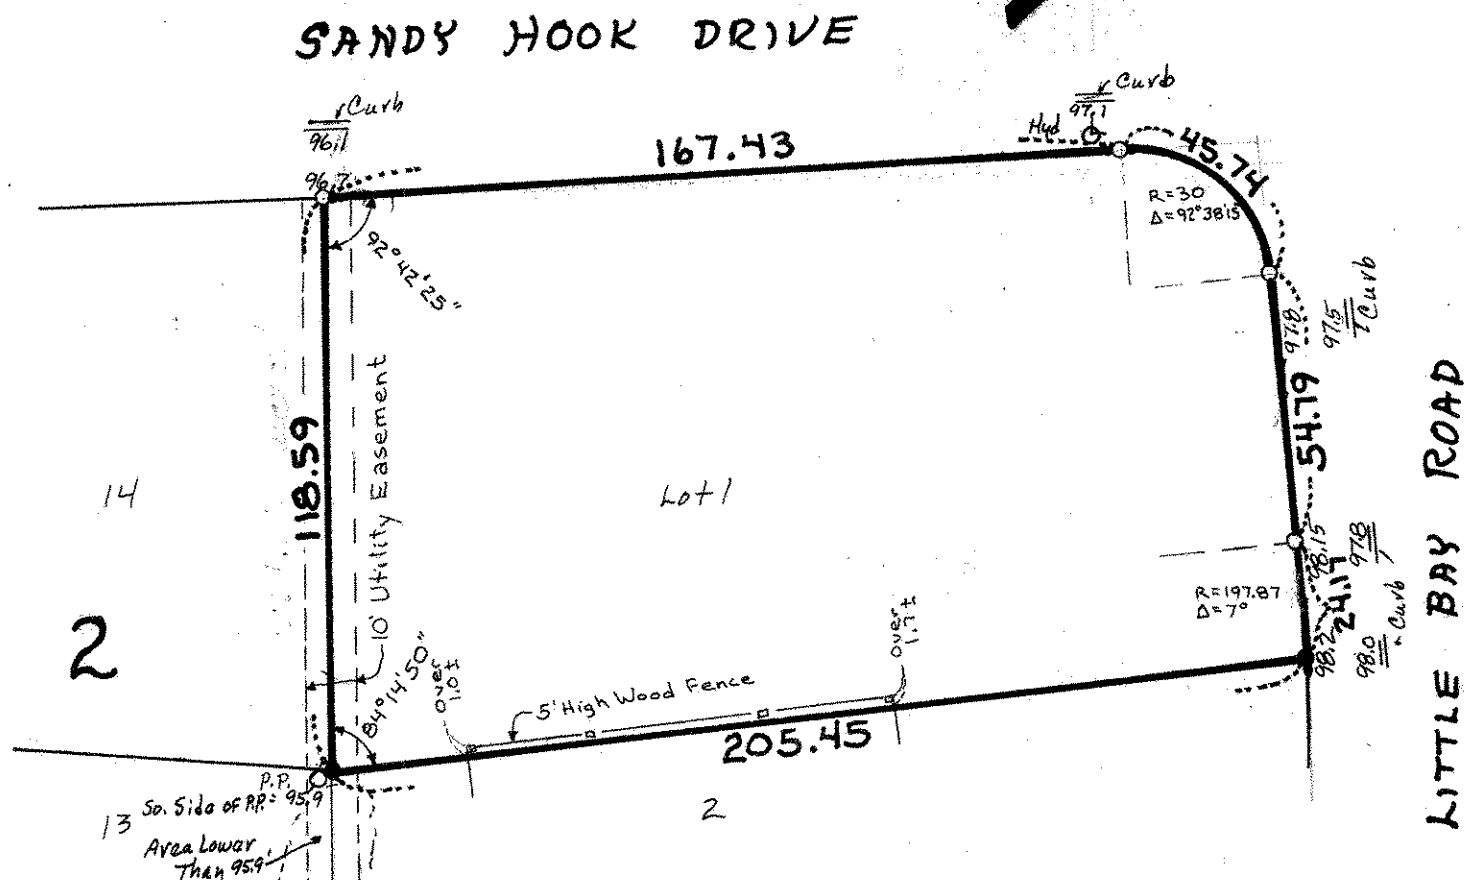 SANDY HOOK DRIVE
Curb
96.1
96.7
167.43
Hyd
Curb
97.1
45.74
R=30
Δ=92°38'15"
92°42'25"
97.8
97.5
T Curb
118.59
10' Utility Easement
54.79
14
Lot 1
LITTLE BAY ROAD
98.15
97.8
R=197.87
Δ=7°
24.17
98.2
98.0
Curb
2
84°14'50"
over
1.0'±
5' High Wood Fence
over
1.7'±
205.45
P.P.
So. Side of P.P. = 95.9
13
2
Area Lower
Than 95.9'